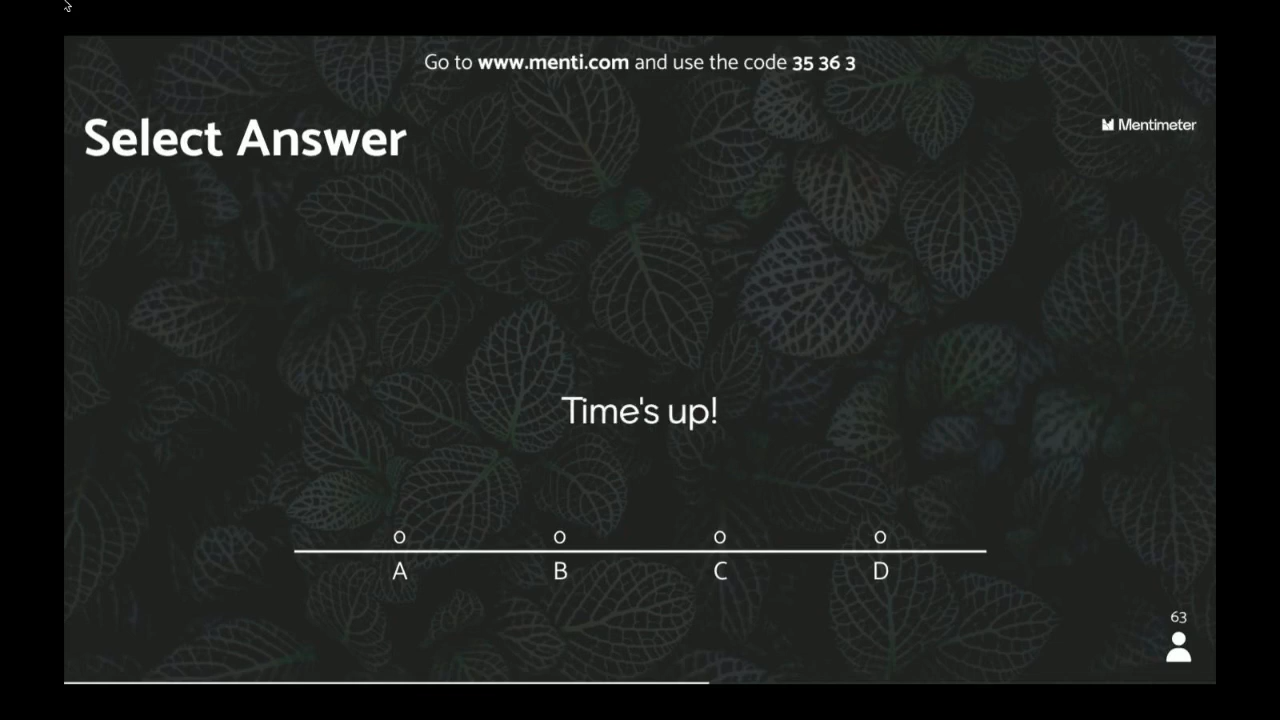 Go to www.menti.com and use the code 35 36 3
Select Answer
Mentimeter
Time's up!
0 0 0 0
A B C D
63